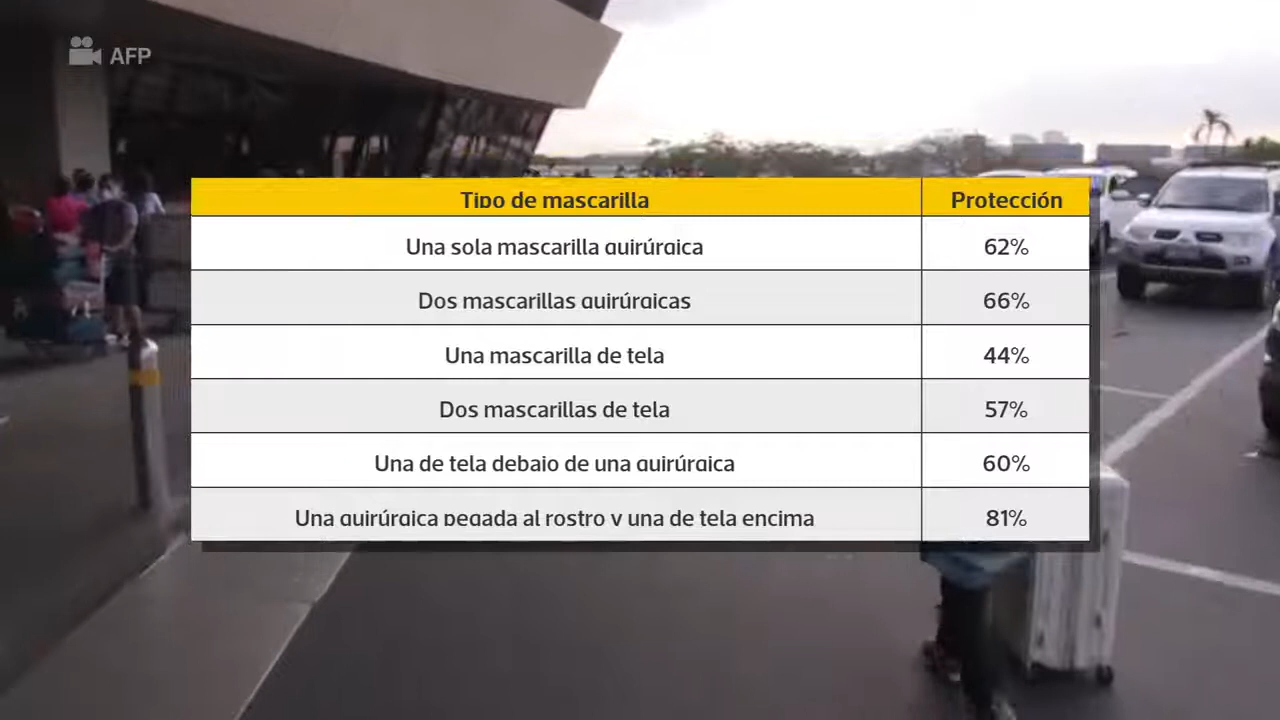 AFP
Tipo de mascarilla Protección
Una sola mascarilla quirúrgica 62%
Dos mascarillas quirúrgicas 66%
Una mascarilla de tela 44%
Dos mascarillas de tela 57%
Una de tela debajo de una quirúrgica 60%
Una quirúrgica pegada al rostro y una de tela encima 81%